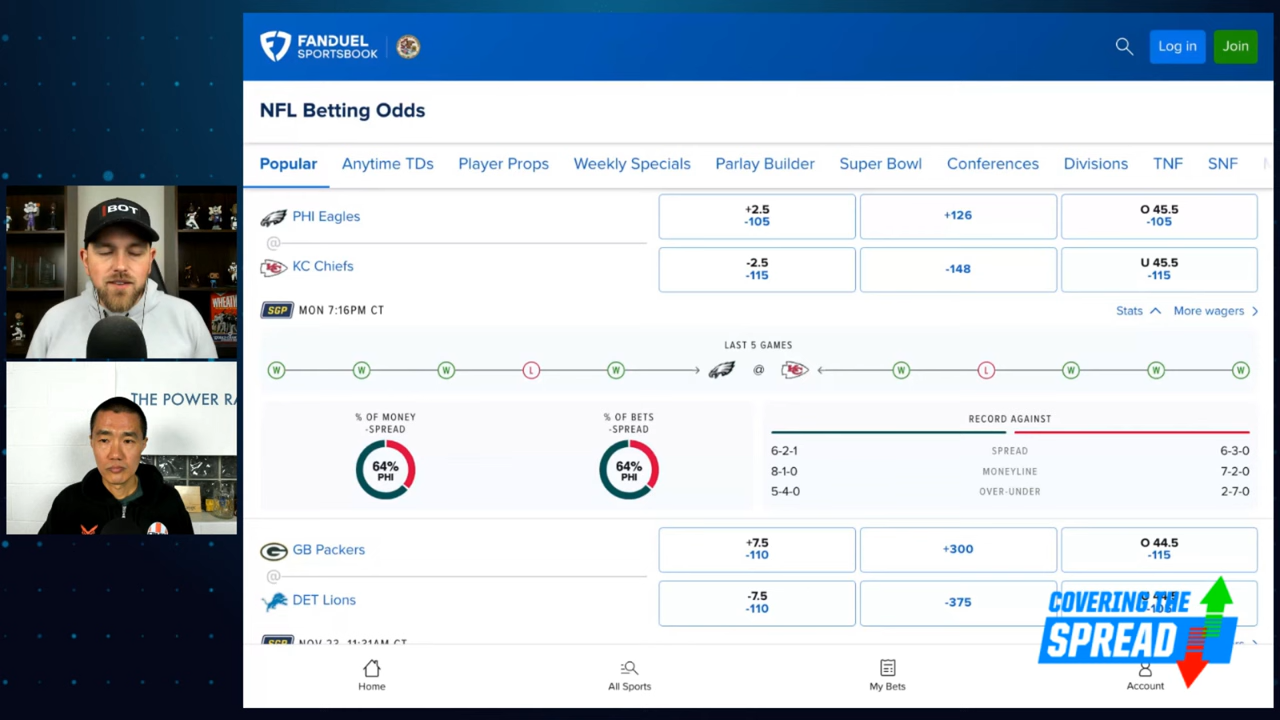 FANDUEL
SPORTSBOOK
Log in
Join
NFL Betting Odds
Popular
Anytime TDs
Player Props
Weekly Specials
Parlay Builder
Super Bowl
Conferences
Divisions
TNF
SNF
PHI Eagles
+2.5
-105
+126
O 45.5
-105
@
KC Chiefs
-2.5
-115
-148
U 45.5
-115
SGP
MON 7:16PM CT
Stats
More wagers
LAST 5 GAMES
W
W
W
L
W
@
W
L
W
W
W
% OF MONEY
-SPREAD
64%
PHI
% OF BETS
-SPREAD
64%
PHI
RECORD AGAINST
6-2-1
SPREAD
6-3-0
8-1-0
MONEYLINE
7-2-0
5-4-0
OVER-UNDER
2-7-0
GB Packers
+7.5
-110
+300
O 44.5
-115
@
DET Lions
-7.5
-110
-375
SGP
NOV 23, 11:31AM CT
COVERING THE
SPREAD
Home
All Sports
My Bets
Account
BOT
THE POWER RA